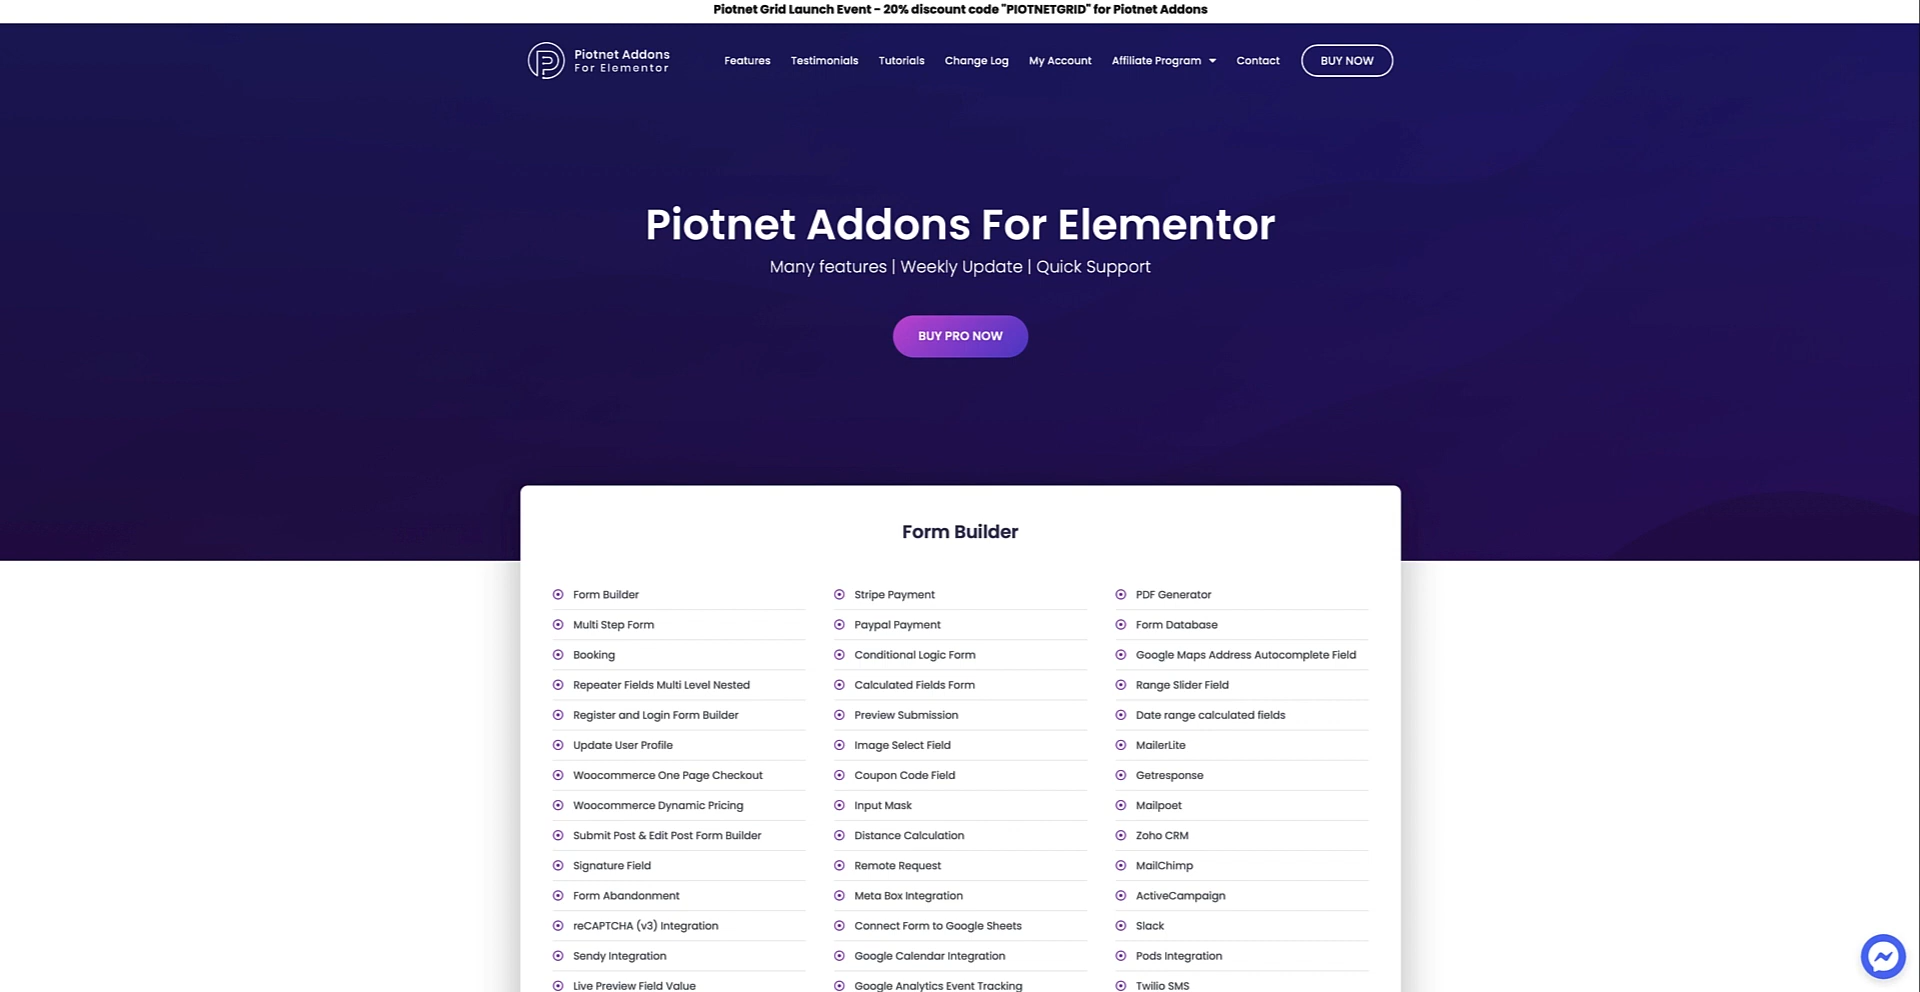 Piotnet Grid Launch Event - 20% discount code "PIOTNETGRID" for Piotnet Addons
Piotnet Addons
For Elementor
Features
Testimonials
Tutorials
Change Log
My Account
Affiliate Program
Contact
BUY NOW
Piotnet Addons For Elementor
Many features | Weekly Update | Quick Support
BUY PRO NOW
Form Builder
Form Builder
Multi Step Form
Booking
Repeater Fields Multi Level Nested
Register and Login Form Builder
Update User Profile
Woocommerce One Page Checkout
Woocommerce Dynamic Pricing
Submit Post & Edit Post Form Builder
Signature Field
Form Abandonment
reCAPTCHA (v3) Integration
Sendy Integration
Live Preview Field Value
Stripe Payment
Paypal Payment
Conditional Logic Form
Calculated Fields Form
Preview Submission
Image Select Field
Coupon Code Field
Input Mask
Distance Calculation
Remote Request
Meta Box Integration
Connect Form to Google Sheets
Google Calendar Integration
Google Analytics Event Tracking
PDF Generator
Form Database
Google Maps Address Autocomplete Field
Range Slider Field
Date range calculated fields
MailerLite
Getresponse
Mailpoet
Zoho CRM
MailChimp
ActiveCampaign
Slack
Pods Integration
Twilio SMS